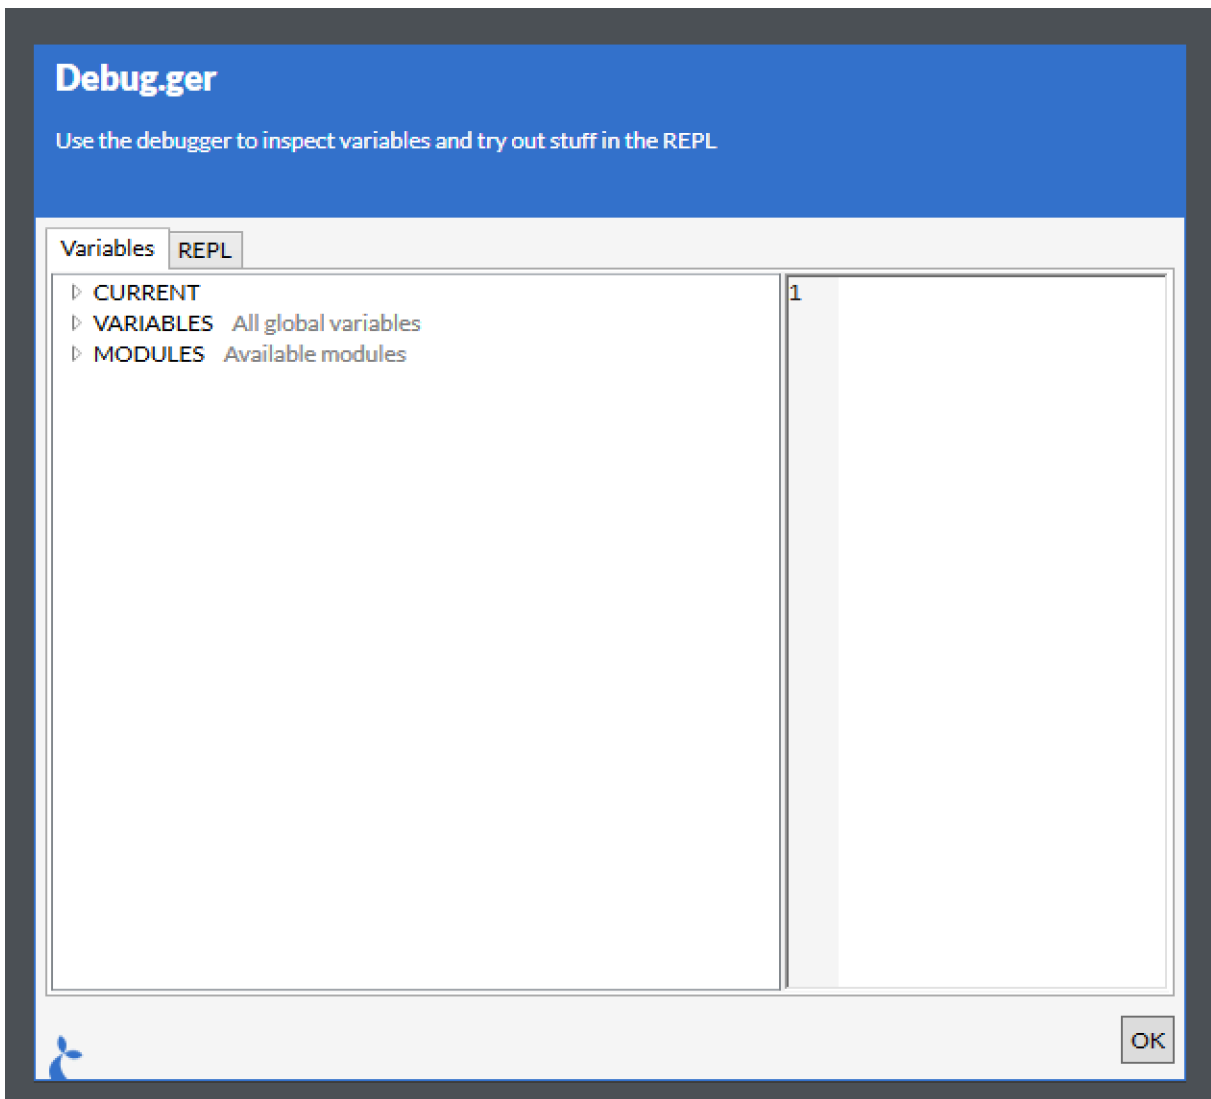 Debug.ger
Use the debugger to inspect variables and try out stuff in the REPL
Variables REPL
CURRENT
VARIABLES All global variables
MODULES Available modules
1
OK